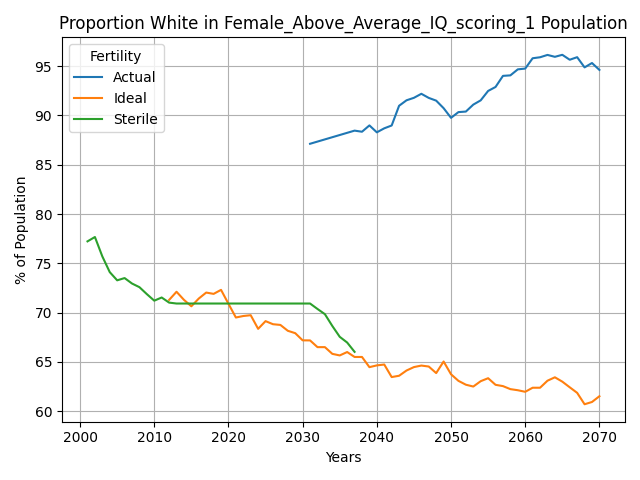 Proportion White in Female_Above_Average_IQ_scoring_1 Population
Fertility
Actual
Ideal
Sterile
% of Population
95
90
85
80
75
70
65
60
2000 2010 2020 2030 2040 2050 2060 2070
Years